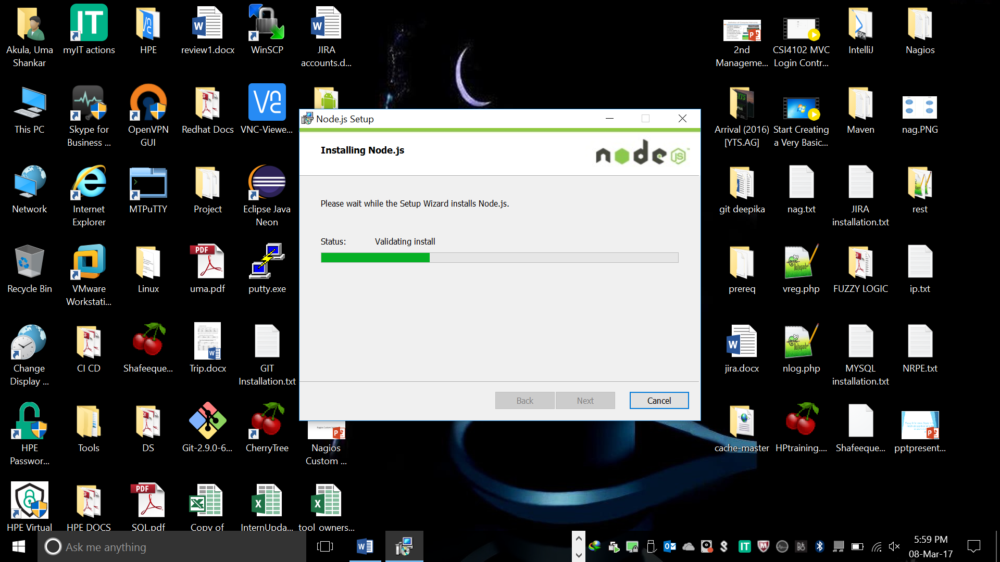 Akula, Uma
Shankar
myIT actions
HPE
review1.docx
WinSCP
JIRA
accounts.d...
2nd
Manageme...
CSI4102 MVC
Login Contr...
IntelliJ
Nagios
This PC
Skype for
Business ...
OpenVPN
GUI
Redhat Docs
VNC-Viewe...
Arrival (2016)
[YTS.AG]
Start Creating
a Very Basic...
Maven
nag.PNG
Node.js Setup
Installing Node.js
node
JS
Please wait while the Setup Wizard installs Node.js.
Status:
Validating install
Back
Next
Cancel
Network
Internet
Explorer
MTPuTTY
Project
Eclipse Java
Neon
git deepika
nag.txt
JIRA
installation.txt
rest
Recycle Bin
VMware
Workstati...
Linux
uma.pdf
putty.exe
prereq
vreg.php
FUZZY LOGIC
ip.txt
Change
Display ...
CI CD
Shafeeque...
Trip.docx
GIT
Installation.txt
jira.docx
nlog.php
MYSQL
installation.txt
NRPE.txt
HPE
Passwor...
Tools
DS
Git-2.9.0-6...
CherryTree
Nagios
Custom ...
cache-master
HPtraining....
Shafeeque...
pptpresent...
HPE Virtual
HPE DOCS
SQL.pdf
Copy of
InternUpda...
tool_owners...
Ask me anything
5:59 PM
08-Mar-17